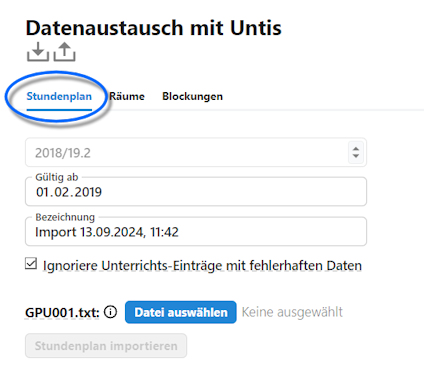 Datenaustausch mit Untis
Stundenplan Räume Blockungen
2018/19.2
Gültig ab
01.02.2019
Bezeichnung
Import 13.09.2024, 11:42
Ignoriere Unterrichts-Einträge mit fehlerhaften Daten
GPU001.txt: Datei auswählen Keine ausgewählt
Stundenplan importieren